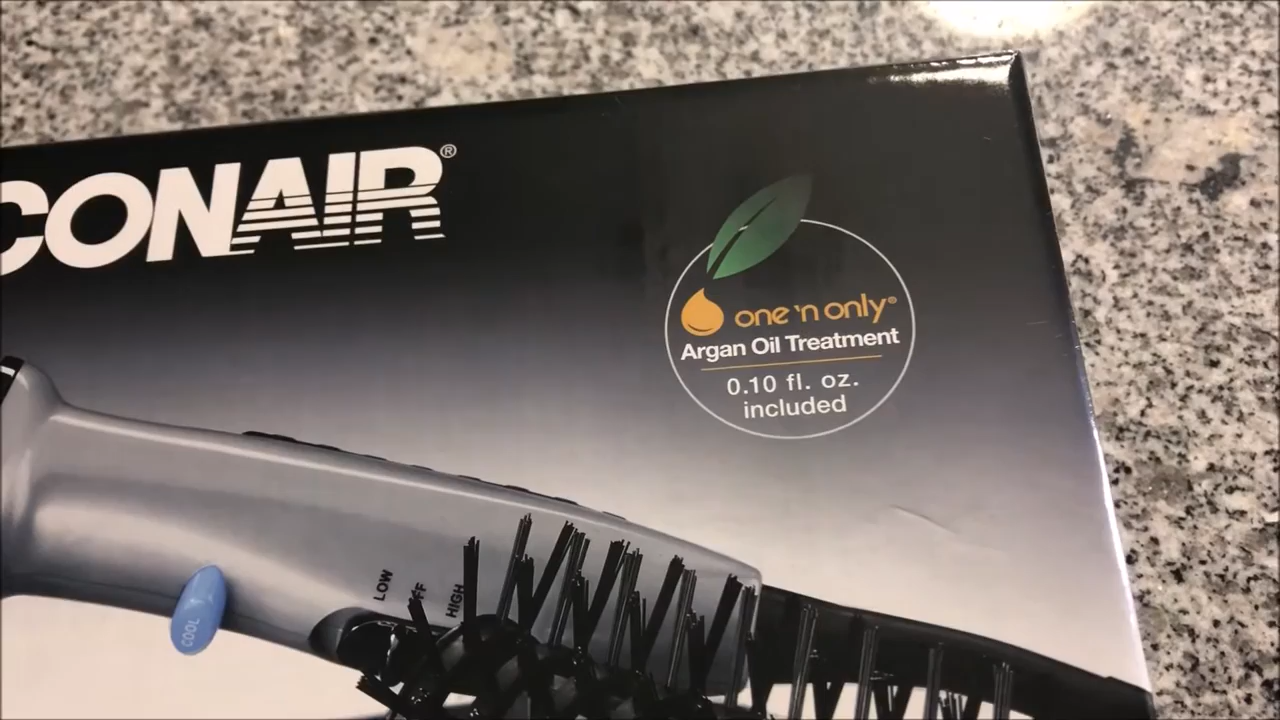 CONAIR®
one 'n only®
Argan Oil Treatment
0.10 fl. oz.
included
LOW
HIGH
COOL